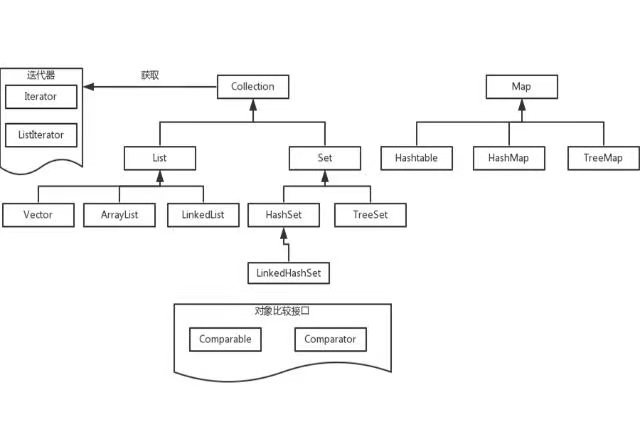 迭代器
Iterator
ListIterator
获取
Collection
Map
List
Set
Hashtable
HashMap
TreeMap
Vector
ArrayList
LinkedList
HashSet
TreeSet
LinkedHashSet
对象比较接口
Comparable
Comparator